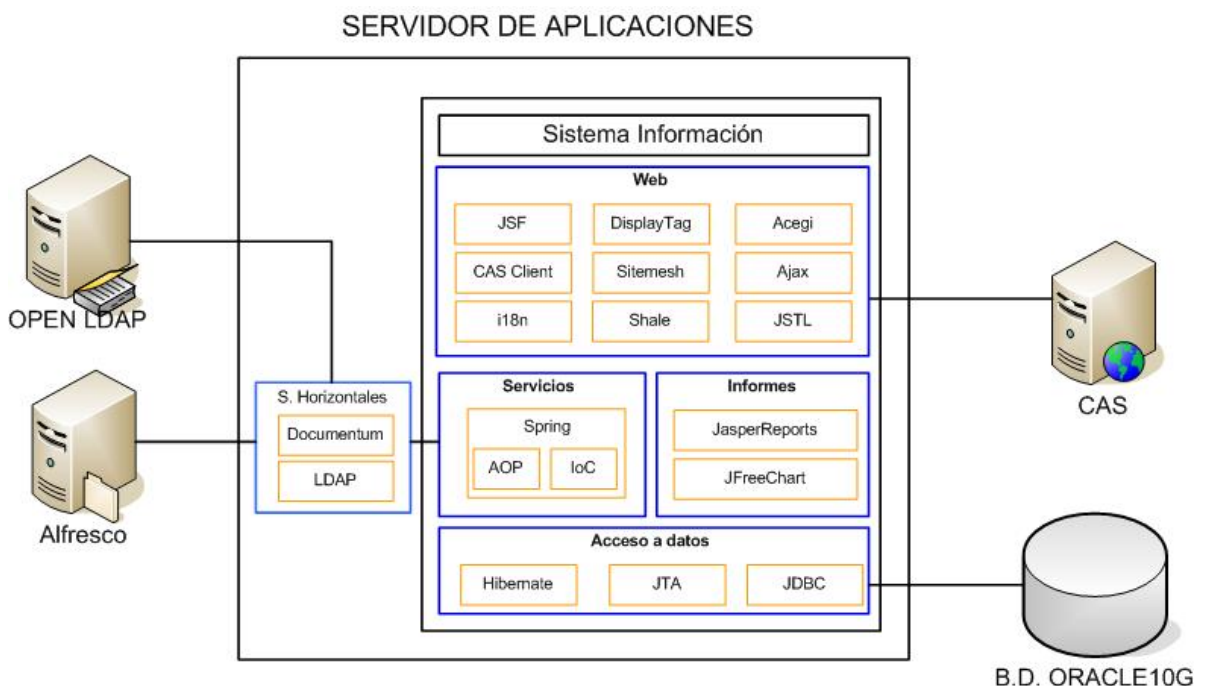 SERVIDOR DE APLICACIONES
Sistema Información
Web
JSF
DisplayTag
Acegi
CAS Client
Sitemesh
Ajax
i18n
Shale
JSTL
OPEN LDAP
Alfresco
S. Horizontales
Documentum
LDAP
Servicios
Spring
AOP
IoC
Informes
JasperReports
JFreeChart
Acceso a datos
Hibernate
JTA
JDBC
CAS
B.D. ORACLE10G